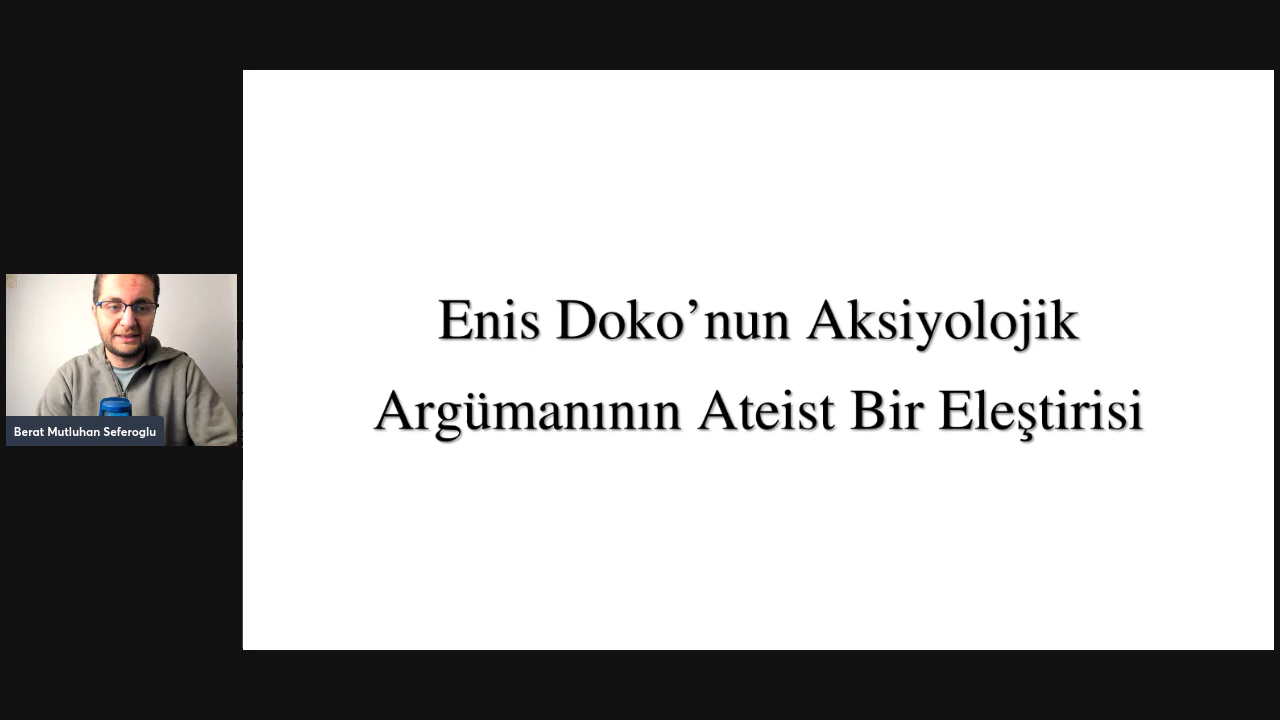 Enis Doko’nun Aksiyolojik
Argümanının Ateist Bir Eleştirisi
Berat Mutluhan Seferoglu